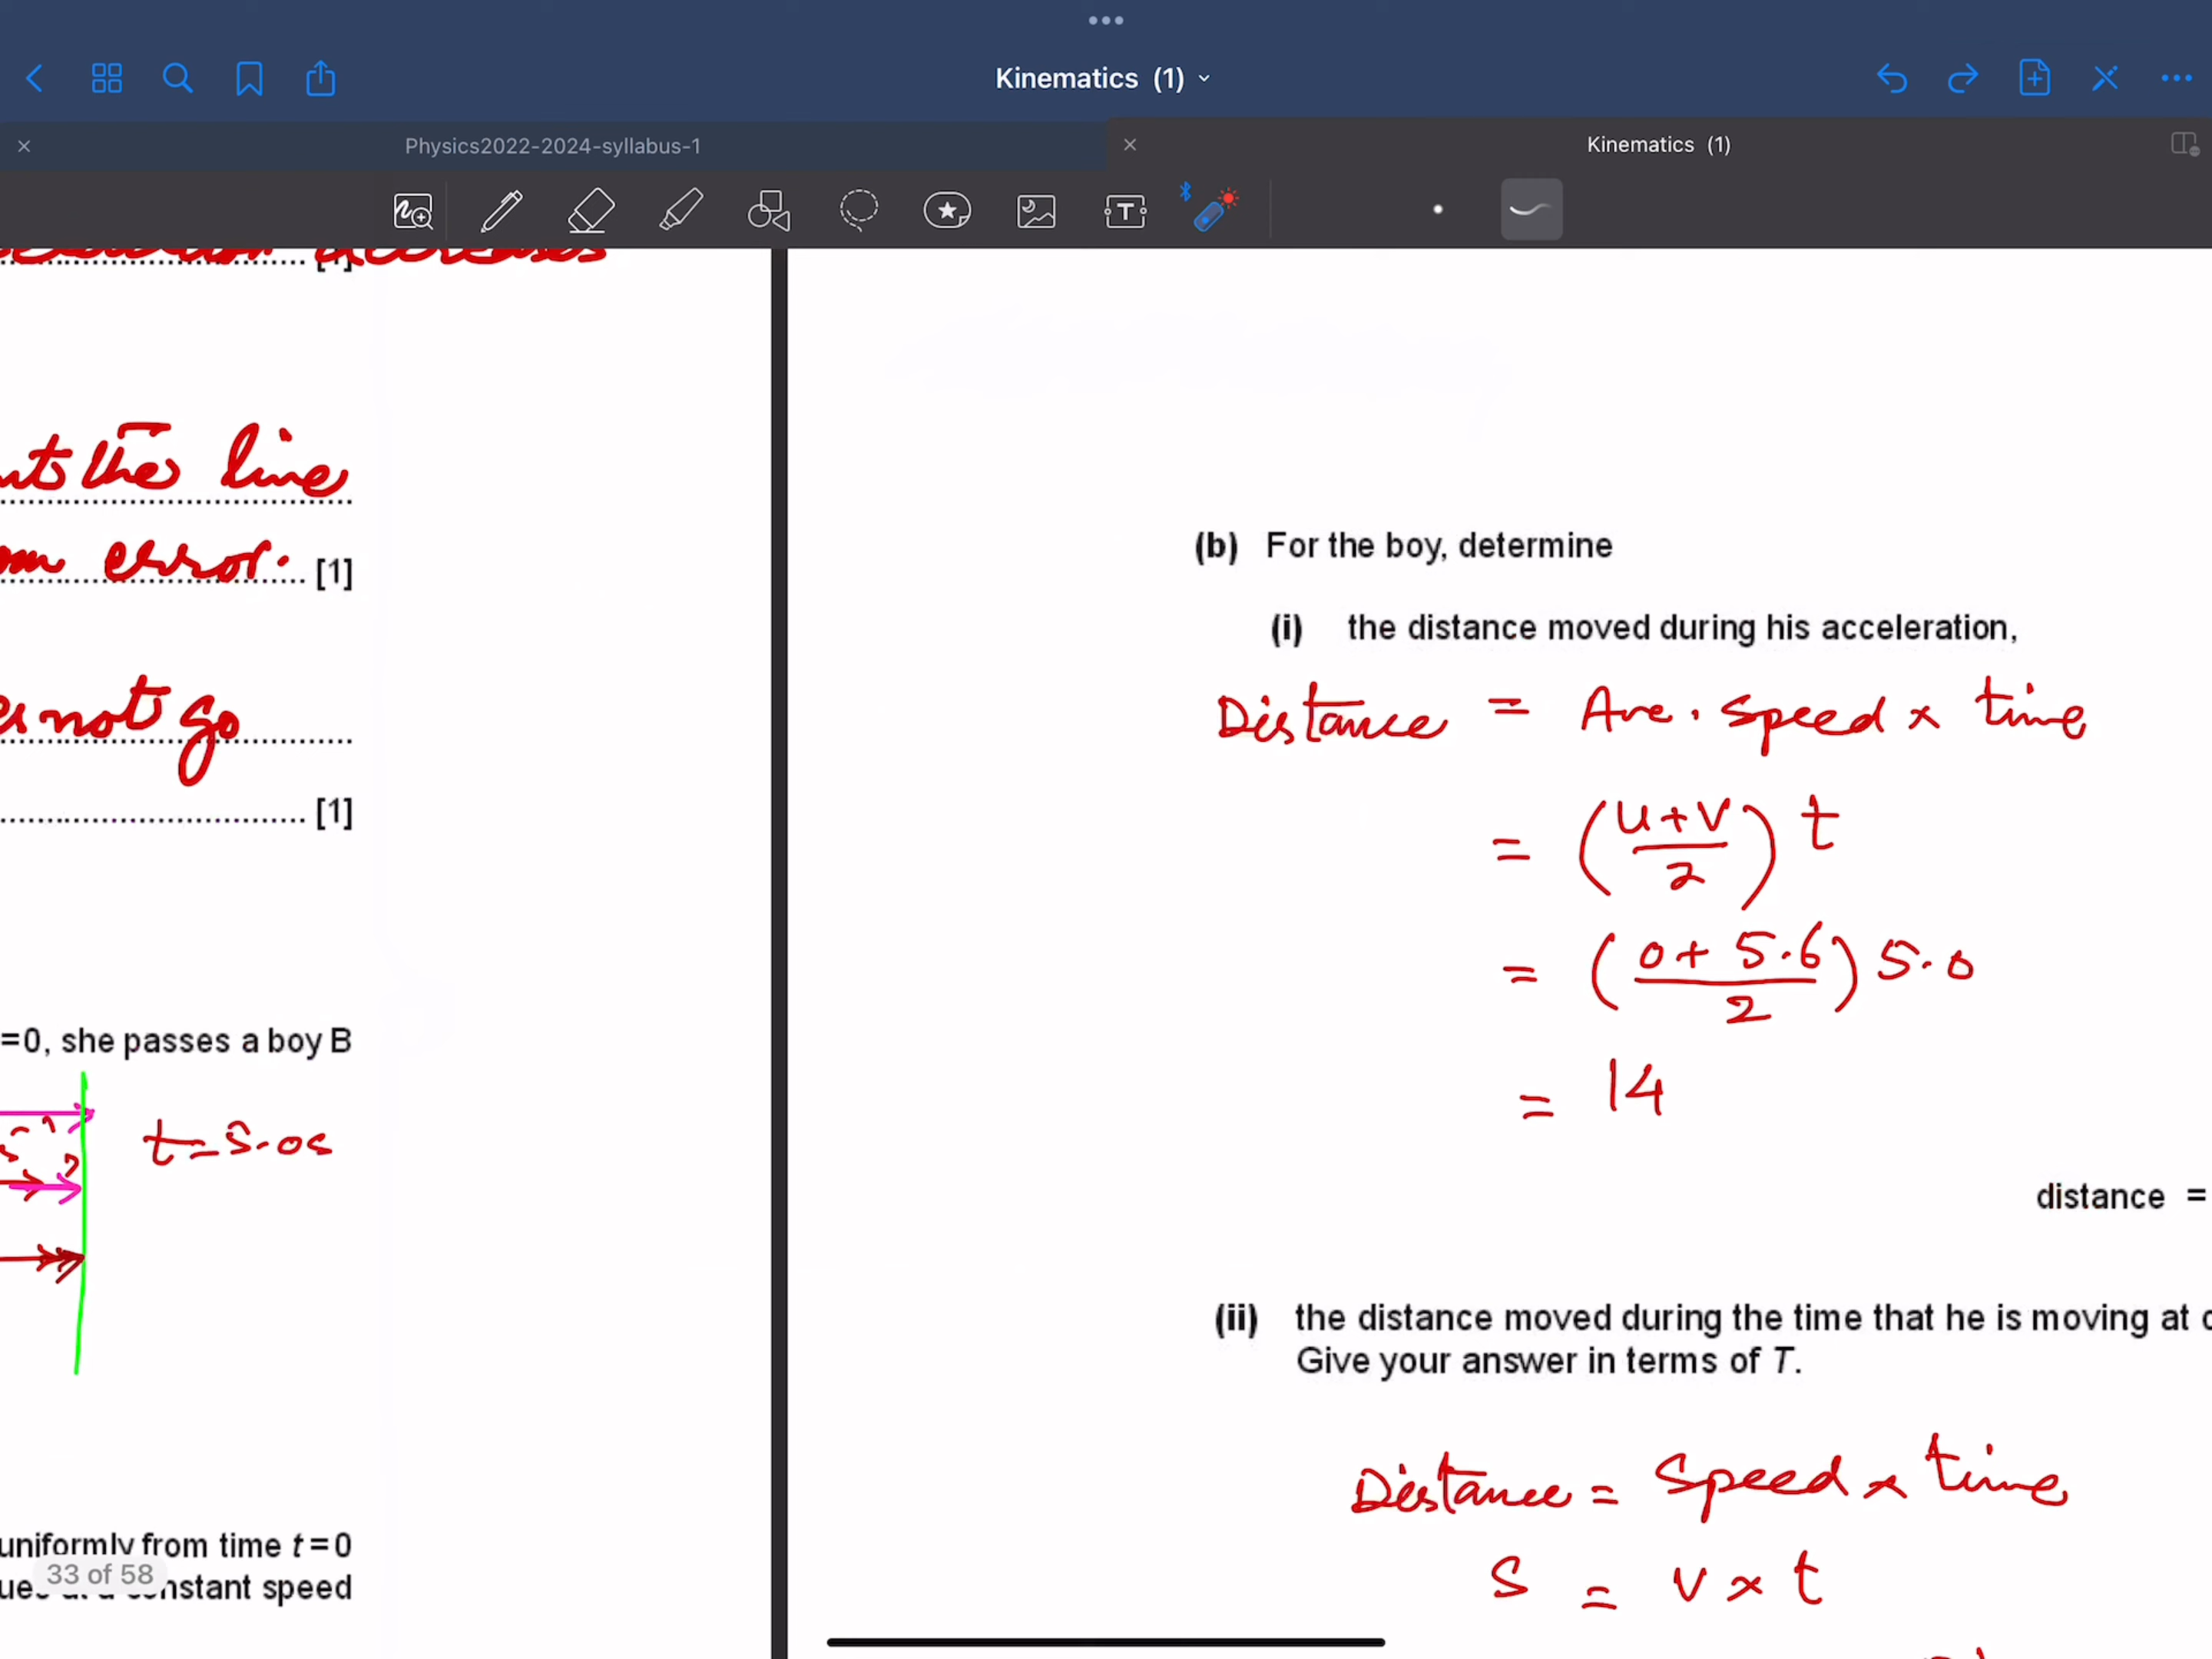 Kinematics (1)
Physics2022-2024-syllabus-1
Kinematics (1)
decreases
[1]
the line
error. [1]
not go
[1]
=0, she passes a boy B
t=5.0s
uniformly from time t=0
33 of 58
constant speed
(b) For the boy, determine
(i) the distance moved during his acceleration,
Distance = Ave. speed x time
= (u+v/2) t
= (0+ 5.6/2) 5.0
= 14
distance =
(ii) the distance moved during the time that he is moving at
Give your answer in terms of T.
Distance = Speed x time
S = v x t